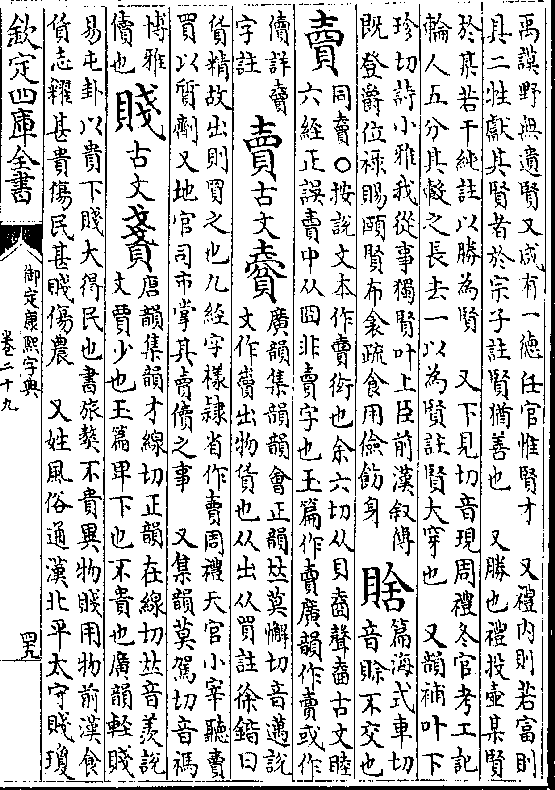 禹謨野無遺賢又咸有一德任官惟賢才 又禮內則若富則
具二牲獻其賢者於宗子註賢猶善也 又勝也禮投壺某賢
於某若干純註以勝為賢 又下見切音現周禮冬官考工記
輪人五分其轂之長去一以為賢註賢大穿也 又韻補叶下
珍切詩小雅我從事獨賢叶上臣前漢叙傳
既登爵位祿賜頤賢布衾疏食用儉飭身
篇海式車切
音賒不交也
𧶠
同賣○按說文本作賣衒也余六切从貝𡍬聲𡍬古文睦
六經正誤賣中从四非賣字也玉篇作賣廣韻作賣或作
儥詳賣
字註
賣 古文
廣韻集韻韻會正韻𠀤莫懈切音邁說
文作𧷓出物貨也从出从買註徐鍇曰
貨精故出則買之也九經字樣隸省作賣周禮天官小宰聽賣
買以質劑又地官司市掌其賣儥之事 又集韻莫駕切音禡
博雅
儥也
賤 古文
唐韻集韻才線切正韻在線切𠀤音羨說
文賈少也玉篇卑下也不貴也廣韻輕賤
易屯卦以貴下賤大得民也書旅獒不貴異物賤用物前漢食
貨志糴甚貴傷民甚賤傷農 又姓風俗通漢北平太守賤瓊
欽定四庫全書
御定康熙字典
卷二十九